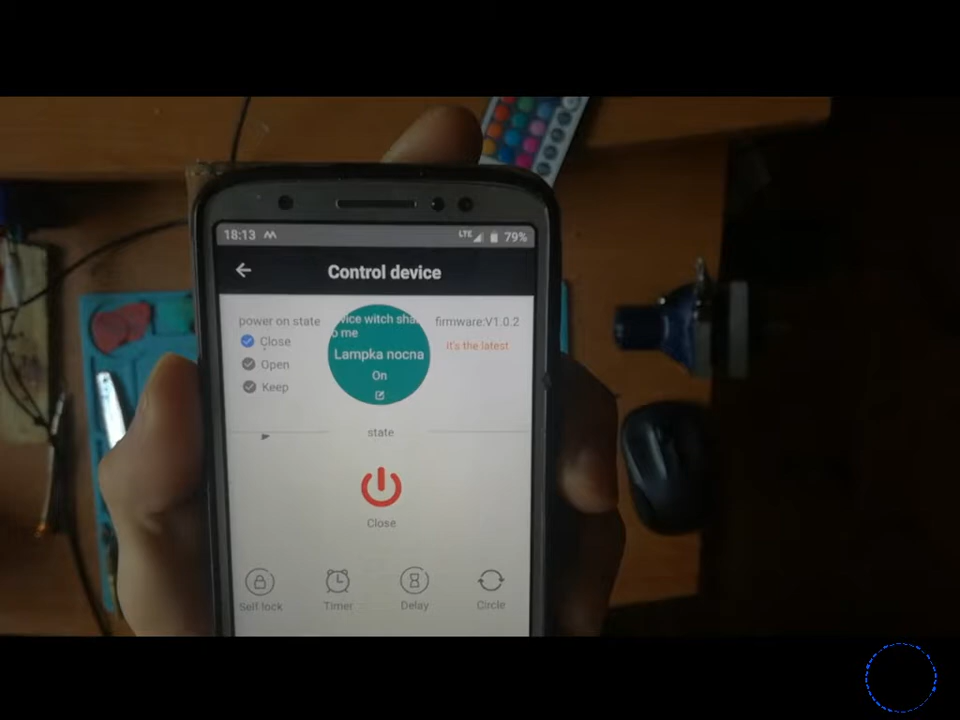 18:13
LTE
79%
Control device
power on state
Close
Open
Keep
me
Lampka nocna
On
firmware:V1.0.2
It's the latest
state
Close
Self lock
Timer
Delay
Circle